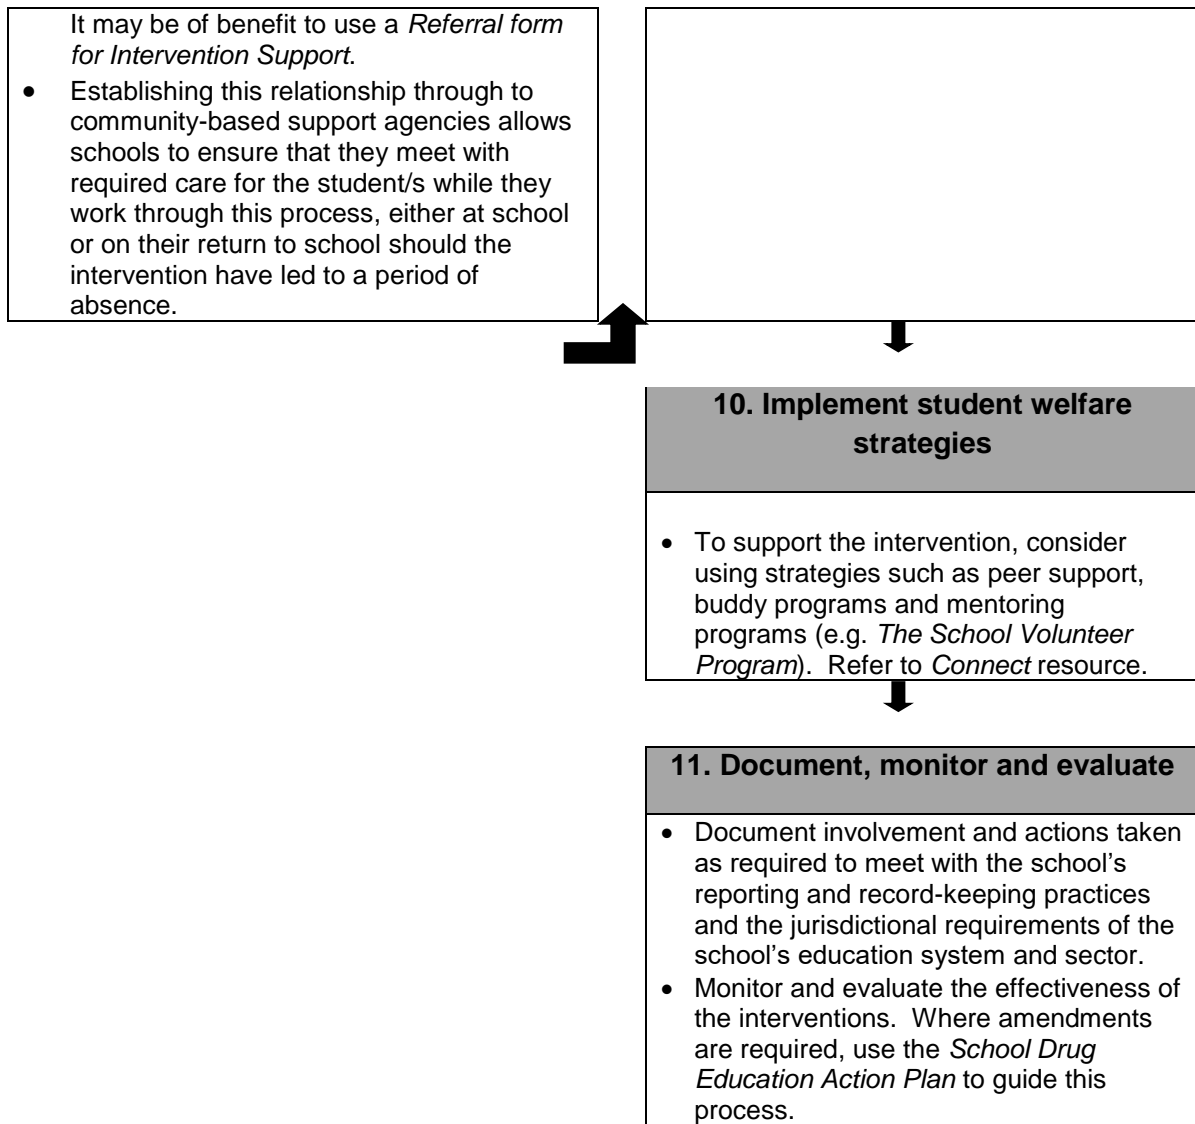 It may be of benefit to use a Referral form
for Intervention Support.
• Establishing this relationship through to
community-based support agencies allows
schools to ensure that they meet with
required care for the student/s while they
work through this process, either at school
or on their return to school should the
intervention have led to a period of
absence.
10. Implement student welfare
strategies
• To support the intervention, consider
using strategies such as peer support,
buddy programs and mentoring
programs (e.g. The School Volunteer
Program).  Refer to Connect resource.
11. Document, monitor and evaluate
• Document involvement and actions taken
as required to meet with the school’s
reporting and record-keeping practices
and the jurisdictional requirements of the
school’s education system and sector.
• Monitor and evaluate the effectiveness of
the interventions.  Where amendments
are required, use the School Drug
Education Action Plan to guide this
process.